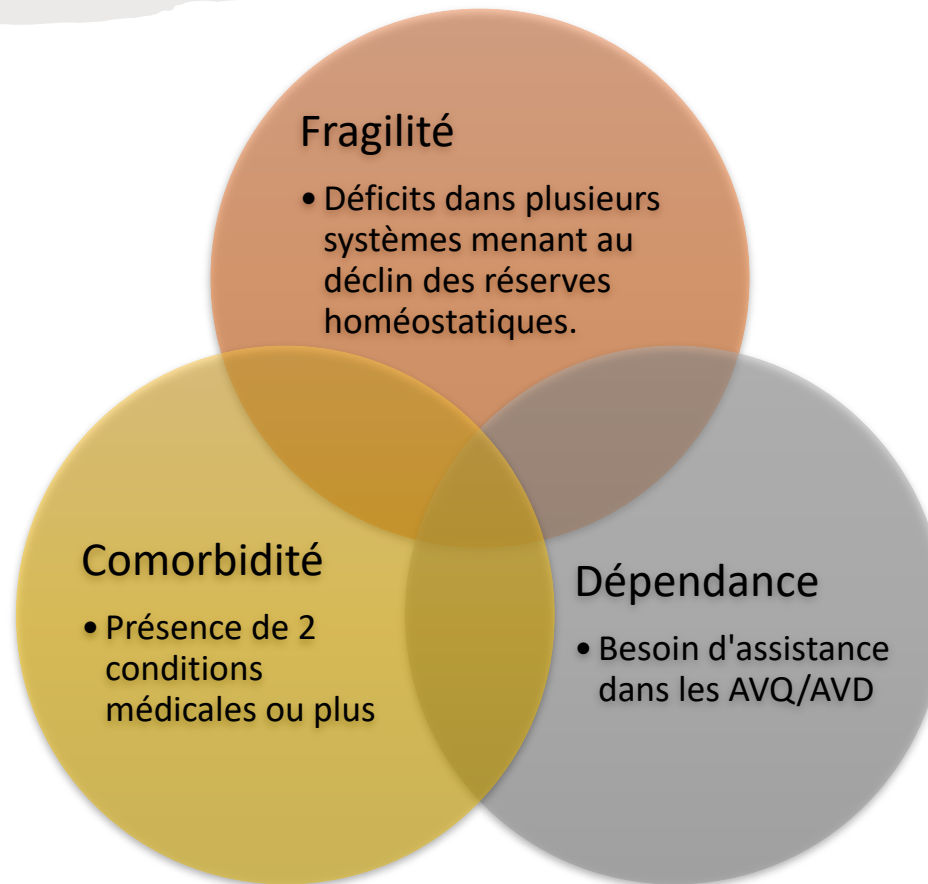 Fragilité
• Déficits dans plusieurs
systèmes menant au
déclin des réserves
homéostatiques.
Comorbidité
• Présence de 2
conditions
médicales ou plus
Dépendance
• Besoin d'assistance
dans les AVQ/AVD